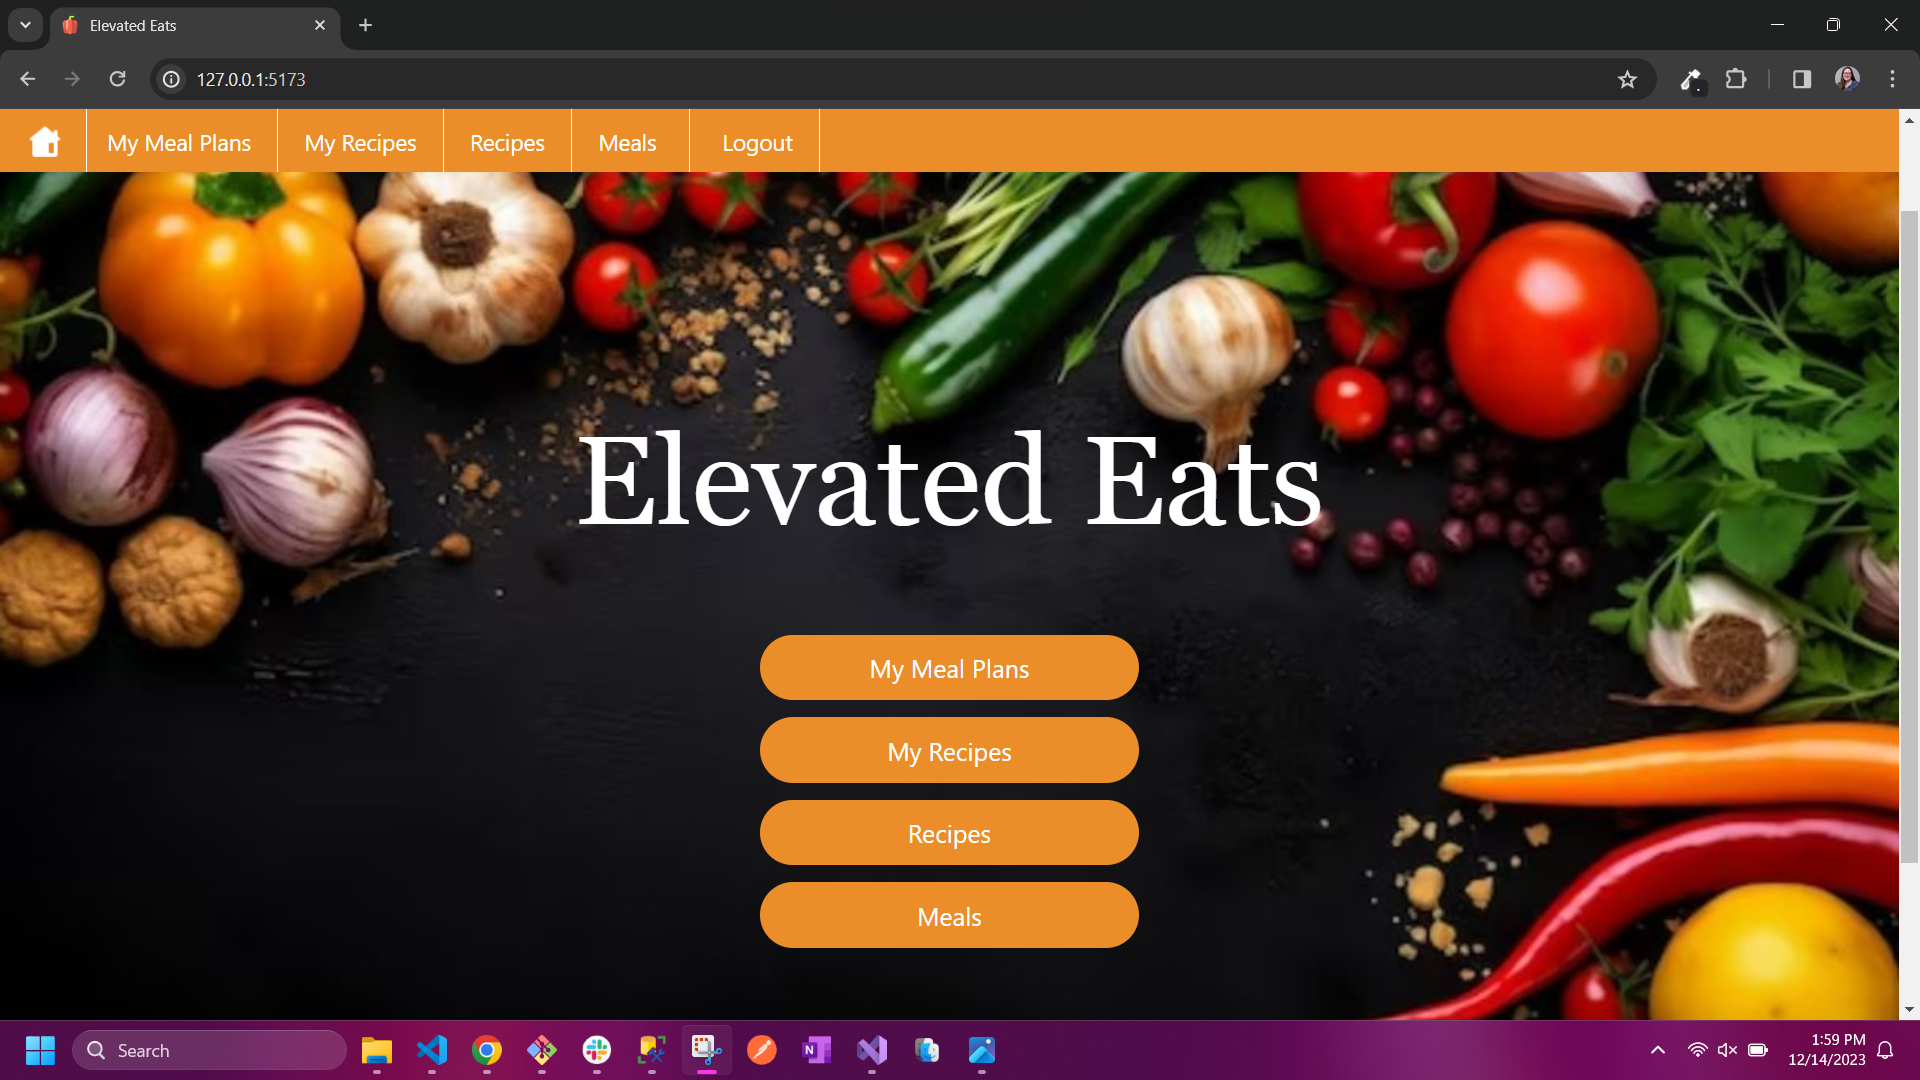 Elevated Eats
127.0.0.1:5173
My Meal Plans
My Recipes
Recipes
Meals
Logout
Elevated Eats
My Meal Plans
My Recipes
Recipes
Meals
Search
N
1:59 PM
12/14/2023